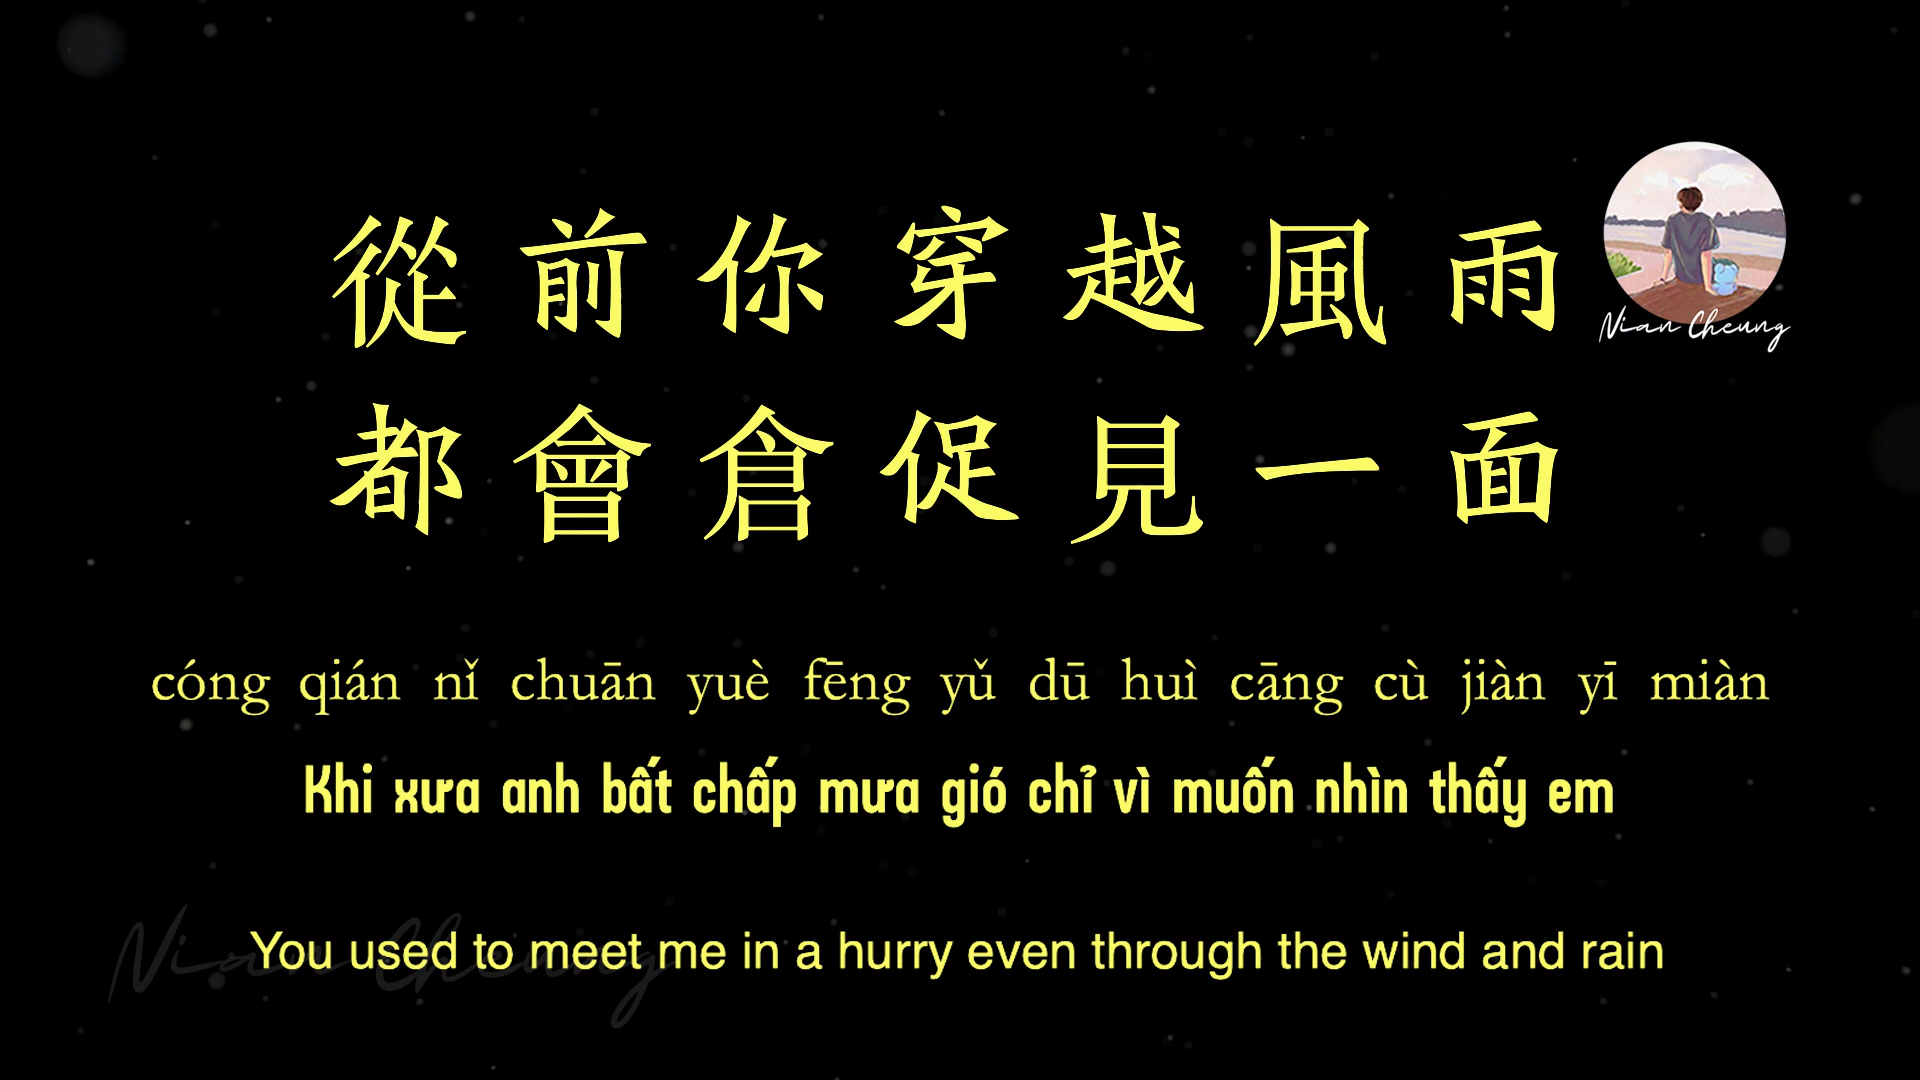 從前你穿越風雨
Nian Cheung
都會倉促見一面
cóng qián nǐ chuān yuè fēng yǔ dū huì cāng cù jiàn yī miàn
Khi xưa anh bất chấp mưa gió chỉ vì muốn nhìn thấy em
You used to meet me in a hurry even through the wind and rain
Nian Cheung